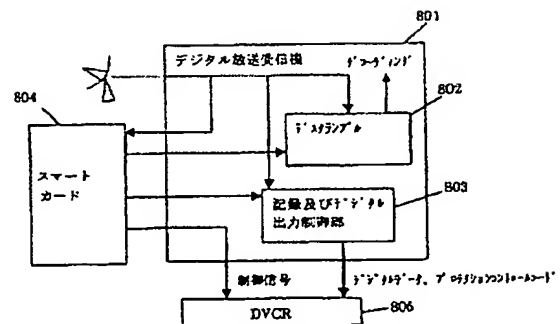 801
デジタル放送受信機
デコーディング
804
802
デスクランブル
スマート
カード
803
記録及びデジタル
出力制御部
制御信号
デジタルデータ、プロテクションコントロールコード
DVCR
806